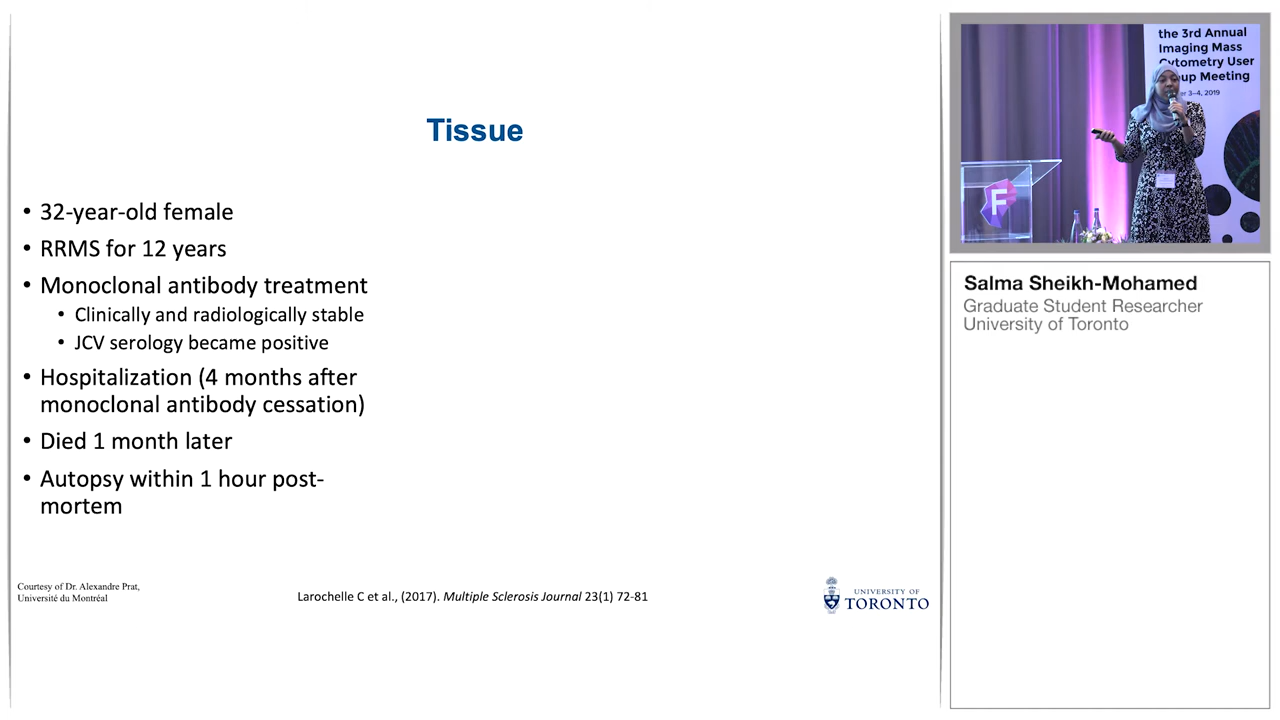 Tissue
• 32-year-old female
• RRMS for 12 years
• Monoclonal antibody treatment
• Clinically and radiologically stable
• JCV serology became positive
• Hospitalization (4 months after
monoclonal antibody cessation)
• Died 1 month later
• Autopsy within 1 hour post-
mortem
Courtesy of Dr. Alexandre Prat,
Université du Montréal
Larochelle C et al., (2017). Multiple Sclerosis Journal 23(1) 72-81
UNIVERSITY OF
TORONTO
the 3rd Annual
Imaging Mass
Cytometry User
Meeting
3–4, 2019
F
Salma Sheikh-Mohamed
Graduate Student Researcher
University of Toronto